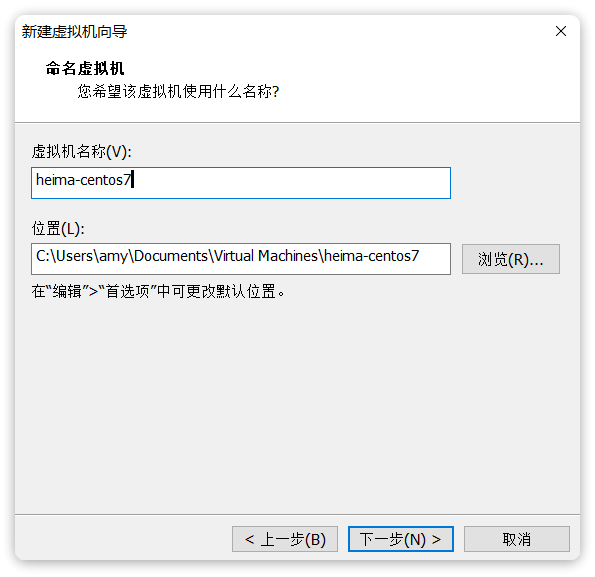 新建虚拟机向导
命名虚拟机
您希望该虚拟机使用什么名称?
虚拟机名称(V):
heima-centos7
位置(L):
C:\Users\amy\Documents\Virtual Machines\heima-centos7
浏览(R)...
在“编辑”>“首选项”中可更改默认位置。
< 上一步(B)
下一步(N) >
取消